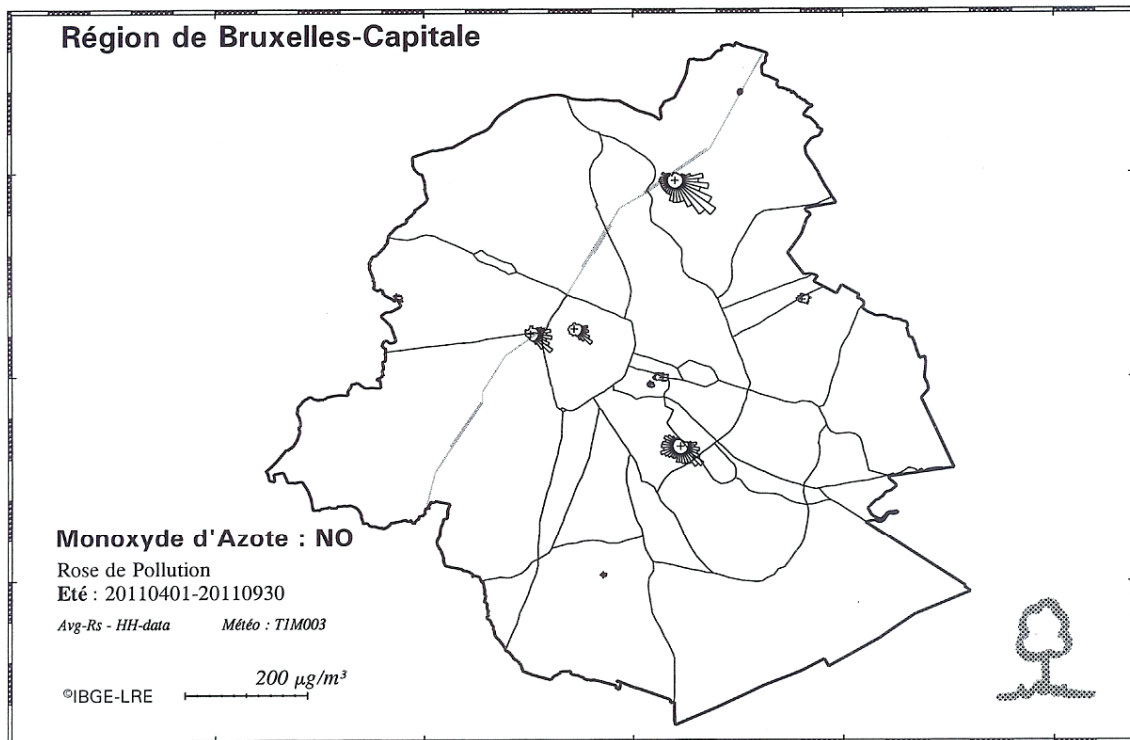 Région de Bruxelles-Capitale
Monoxyde d'Azote : NO
Rose de Pollution
Eté : 20110401-20110930
Avg-Rs - HH-data Météo : T1M003
200 µg/m³
©IBGE-LRE